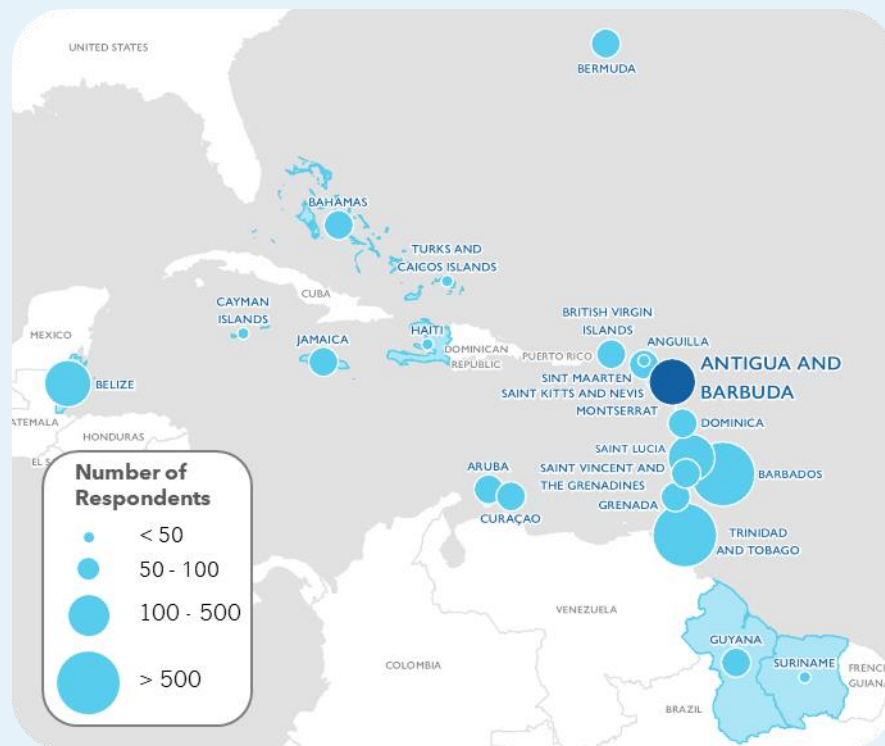 UNITED STATES
BERMUDA
BAHAMAS
TURKS AND
CAICOS ISLANDS
CUBA
CAYMAN
ISLANDS
MEXICO
JAMAICA
HAITI
DOMINICAN
REPUBLIC
PUERTO RICO
BRITISH VIRGIN
ISLANDS
ANGUILLA
SINT MAARTEN
SAINT KITTS AND NEVIS
MONTSERRAT
ANTIGUA AND
BARBUDA
BELIZE
ATEMALA
HONDURAS
EL S
DOMINICA
SAINT LUCIA
SAINT VINCENT AND
THE GRENADINES
BARBADOS
GRENADA
ARUBA
CURAÇAO
TRINIDAD
AND TOBAGO
VENEZUELA
COLOMBIA
GUYANA
SURINAME
FRENCH
GUIANA
BRAZIL
Number of
Respondents
< 50
50 - 100
100 - 500
> 500